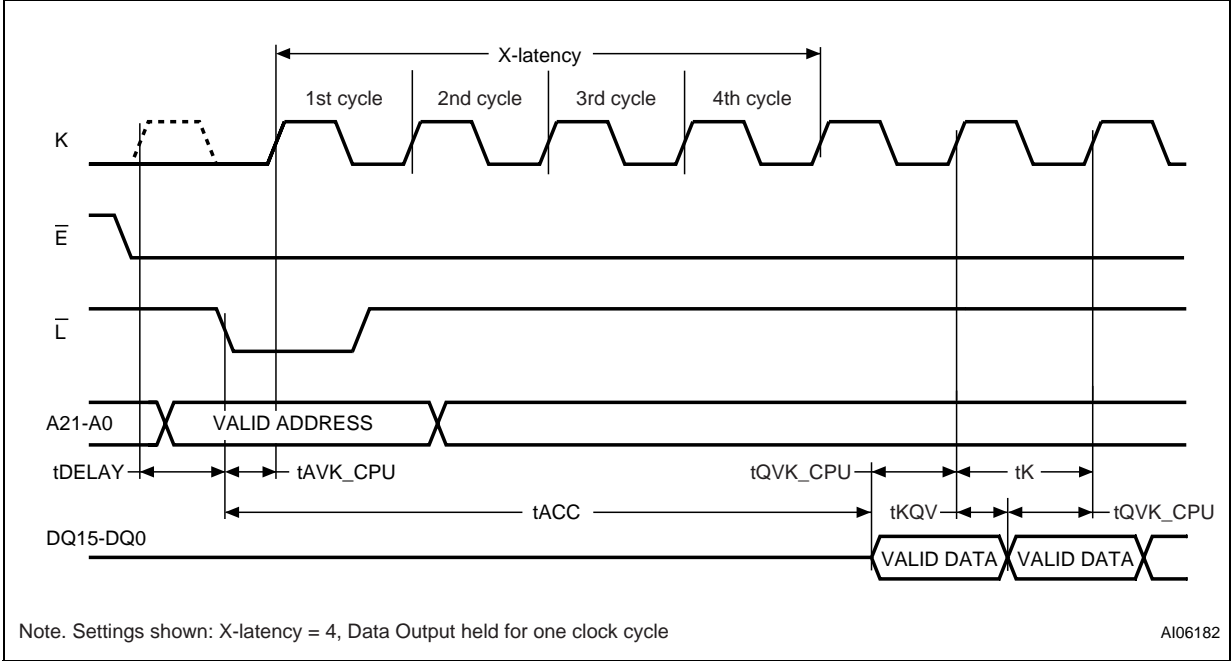 X-latency
1st cycle 2nd cycle 3rd cycle 4th cycle
K
E
L
A21-A0 VALID ADDRESS
tDELAY tAVK_CPU tQVK_CPU tK
tACC tKQV tQVK_CPU
DQ15-DQ0
VALID DATA VALID DATA
Note. Settings shown: X-latency = 4, Data Output held for one clock cycle AI06182